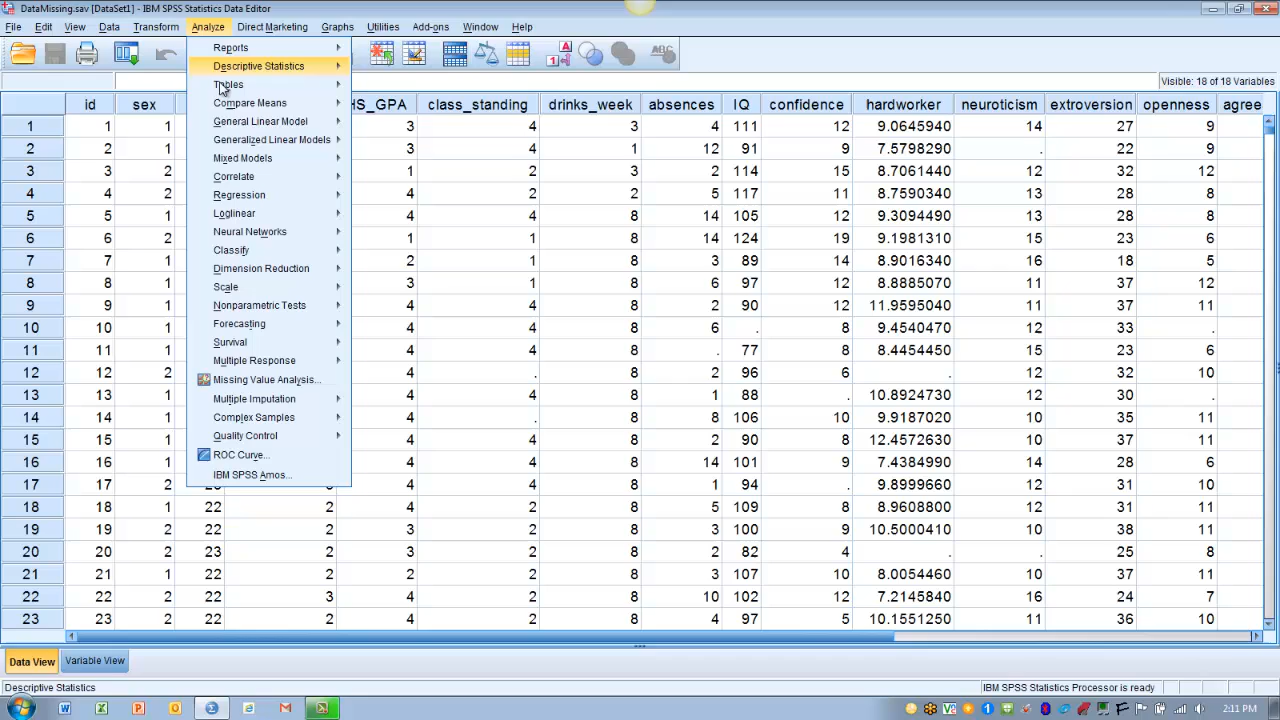 DataMissing.sav [DataSet1] - IBM SPSS Statistics Data Editor
File Edit View Data Transform Analyze Direct Marketing Graphs Utilities Add-ons Window Help
Visible: 18 of 18 Variables
Reports
Descriptive Statistics
Tables
Compare Means
General Linear Model
Generalized Linear Models
Mixed Models
Correlate
Regression
Loglinear
Neural Networks
Classify
Dimension Reduction
Scale
Nonparametric Tests
Forecasting
Survival
Multiple Response
Missing Value Analysis...
Multiple Imputation
Complex Samples
Quality Control
ROC Curve...
IBM SPSS Amos...
id sex HS_GPA class_standing drinks_week absences IQ confidence hardworker neuroticism extroversion openness agree
1 1 1 3 4 3 4 111 12 9.0645940 14 27 9
2 2 1 3 4 1 12 91 9 7.5798290 . 22 9
3 3 2 1 2 3 2 114 15 8.7061440 12 32 12
4 4 2 4 2 2 5 117 11 8.7590340 13 28 8
5 5 1 4 4 8 14 105 12 9.3094490 13 28 8
6 6 2 1 1 8 14 124 19 9.1981310 15 23 6
7 7 1 2 1 8 3 89 14 8.9016340 16 18 5
8 8 1 3 1 8 6 97 12 8.8885070 11 37 12
9 9 1 4 4 8 2 90 12 11.9595040 11 37 11
10 10 1 4 4 8 6 . 8 9.4540470 12 33 .
11 11 1 4 4 8 . 77 8 8.4454450 15 23 6
12 12 2 4 . 8 2 96 6 . 12 32 10
13 13 1 4 4 8 1 88 . 10.8924730 12 30 .
14 14 1 4 . 8 8 106 10 9.9187020 10 35 11
15 15 1 4 4 8 2 90 8 12.4572630 10 37 11
16 16 1 4 4 8 14 101 9 7.4384990 14 28 6
17 17 2 4 4 8 1 94 . 9.8999660 12 31 10
18 18 1 22 2 4 2 8 5 109 8 8.9608800 12 31 11
19 19 2 22 2 3 2 8 3 100 9 10.5000410 10 38 11
20 20 2 23 2 3 2 8 2 82 4 . . 25 8
21 21 1 22 2 2 2 8 3 107 10 8.0054460 10 37 11
22 22 2 22 3 4 2 8 10 102 12 7.2145840 16 24 7
23 23 2 22 2 4 2 8 4 97 5 10.1551250 11 36 10
Data View Variable View
Descriptive Statistics IBM SPSS Statistics Processor is ready
2:11 PM